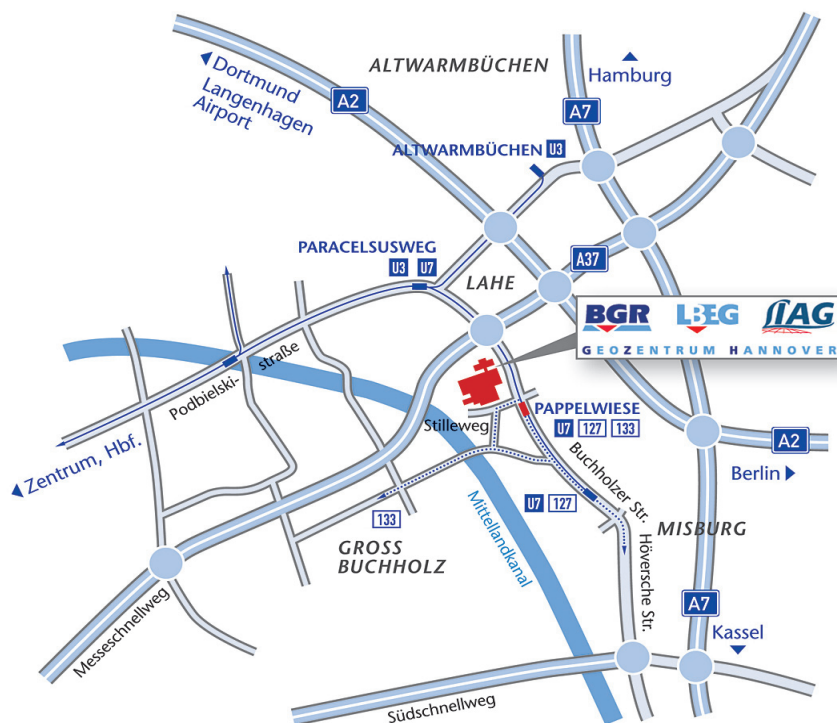 Dortmund
Langenhagen
Airport
A2
ALTWARMBÜCHEN
A7
Hamburg
ALTWARMBÜCHEN U3
PARACELSUSWEG
U3 U7
LAHE
A37
BGR LBEG LIAG
GEOZENTRUM HANNOVER
Podbielski-
straße
Zentrum, Hbf.
Stilleweg
PAPPELWIESE
U7 127 133
A2
Berlin
Buchholzer Str.
U7 127
133
GROSS
BUCHHOLZ
Mittellandkanal
MISBURG
Höversche Str.
Messeschnellweg
A7
Kassel
Südschnellweg